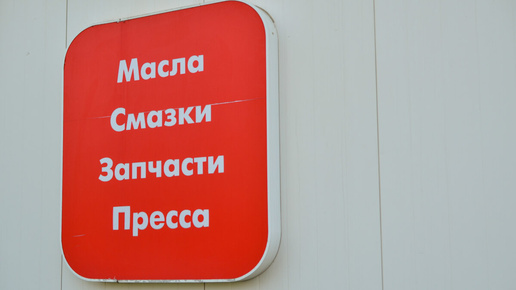 Масла
Смазки
Запчасти
Пресса